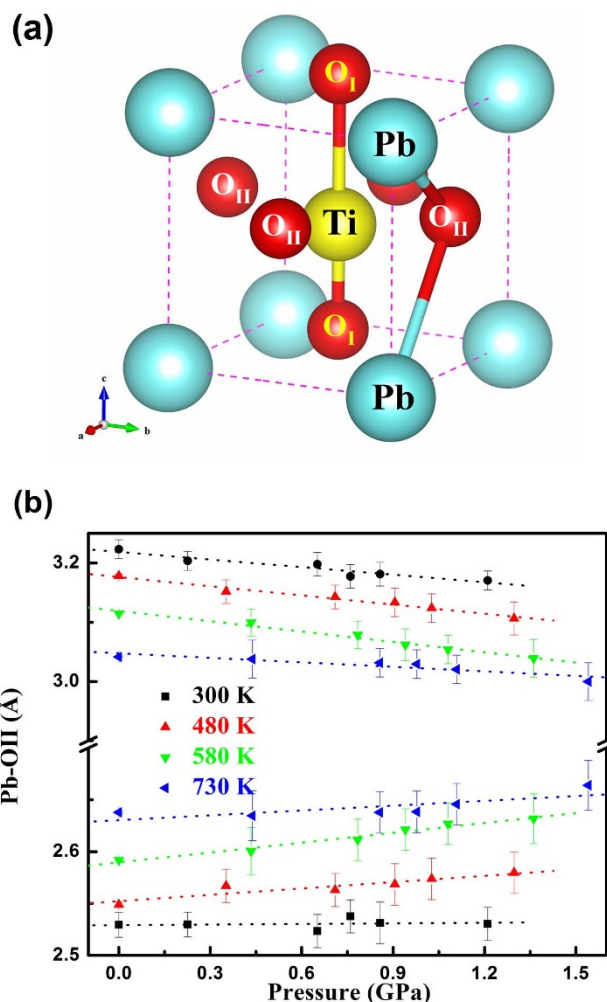 (a)
O_I
Pb
O_II
O_II
Ti
O_II
O_I
Pb
c
a
b
(b)
3.2
3.0
300 K
480 K
580 K
730 K
Pb-OII (Å)
2.6
2.5
0.0 0.3 0.6 0.9 1.2 1.5
Pressure (GPa)